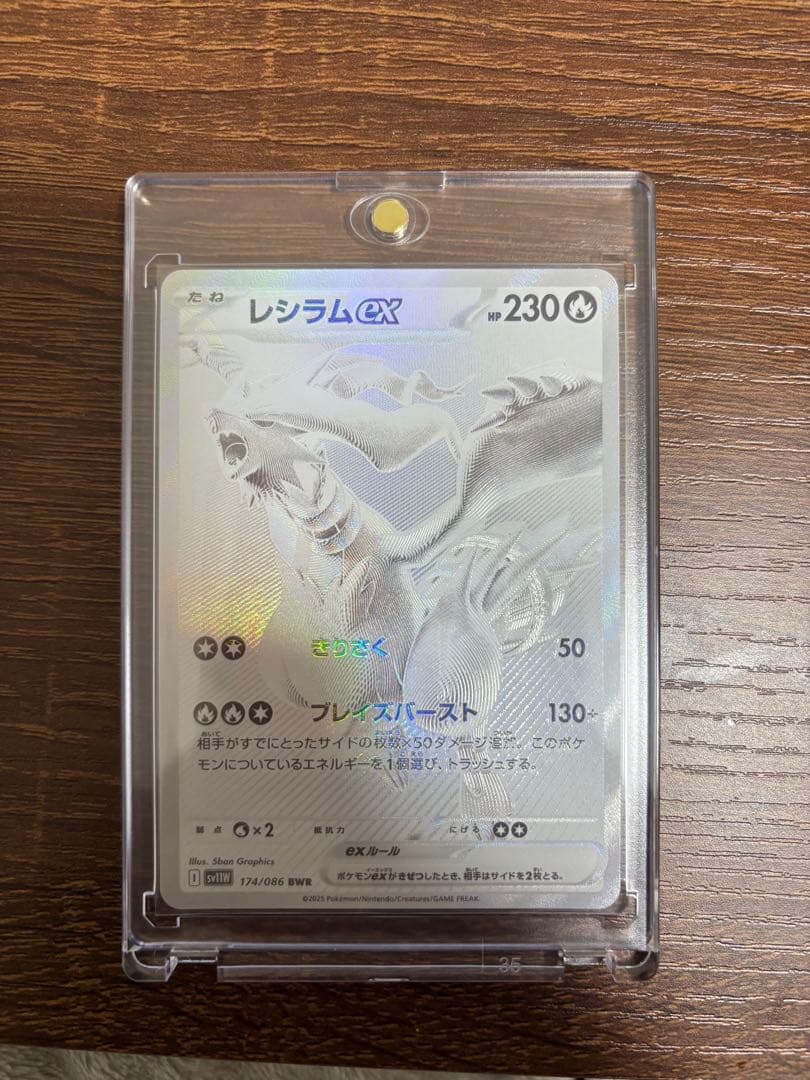 たね レシラムex HP 230
きりさく 50
ブレイズバースト 130+
相手がすでにとったサイドの枚数×50ダメージ追加。このポケ
モンについているエネルギーを1個選び、トラッシュする。
弱点 ×2 抵抗力 にげる
exルール
ポケモンexがきぜつしたとき、相手はサイドを2枚とる。
Illus. 5ban Graphics
I sv11W 174/086 BWR
©2025 Pokémon/Nintendo/Creatures/GAME FREAK.
35